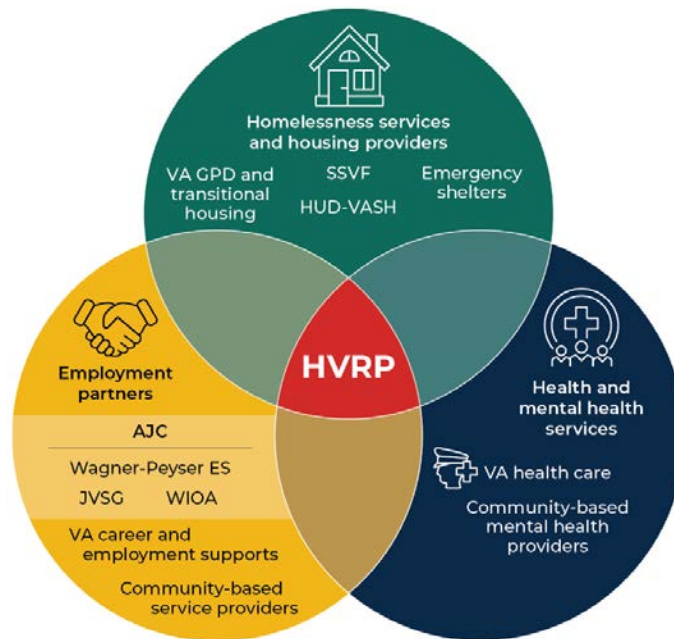 Homelessness services
and housing providers
VA GPD and
transitional
housing
SSVF
HUD-VASH
Emergency
shelters
HVRP
Employment
partners
AJC
Wagner-Peyser ES
JVSG WIOA
VA career and
employment supports
Community-based
service providers
Health and
mental health
services
VA health care
Community-based
mental health
providers